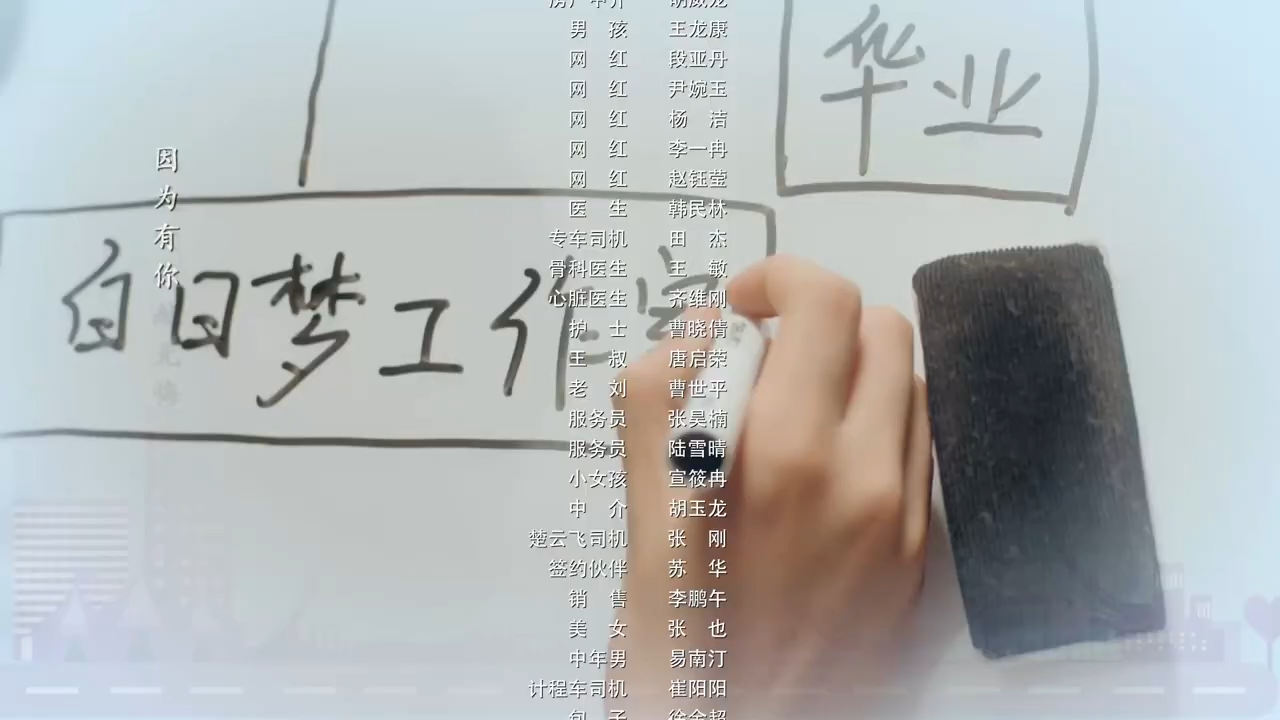 华业
因为有你
白日梦工作室
男孩 王龙康
网红 段亚丹
网红 尹婉玉
网红 杨洁
网红 李一冉
网红 赵钰莹
医生 韩民林
专车司机 田杰
骨科医生 王敏
心脏医生 齐维刚
护士 曹晓倩
王叔 唐启荣
老刘 曹世平
服务员 张昊楠
服务员 陆雪晴
小女孩 宣筱冉
中介 胡玉龙
楚云飞司机 张刚
签约伙伴 苏华
销售 李鹏午
美女 张也
中年男 易南汀
计程车司机 崔阳阳